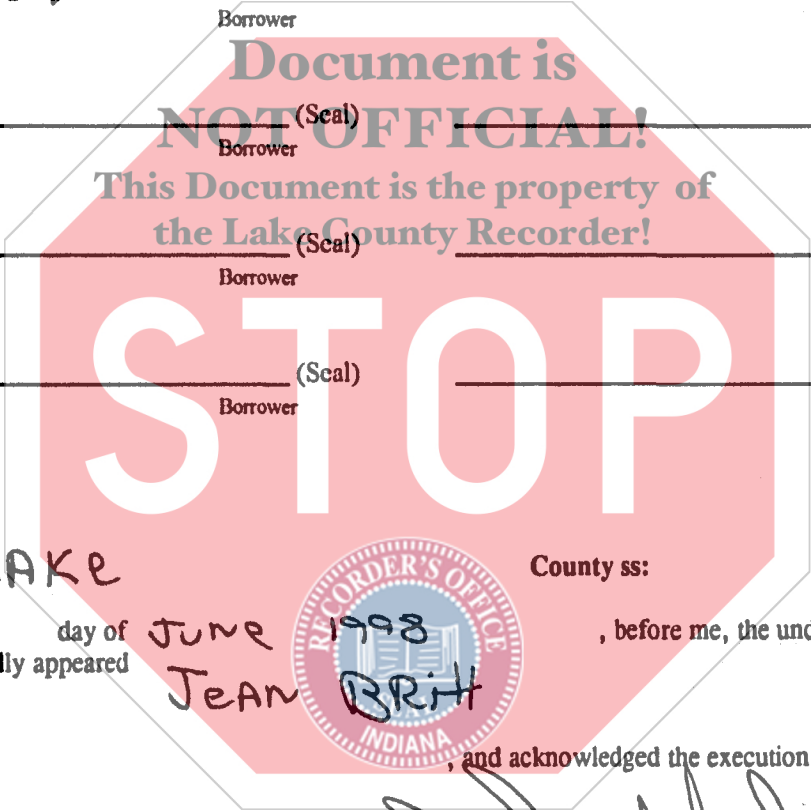 Borrower
Document is
NOT OFFICIAL!
(Seal)
Borrower
This Document is the property of
the Lake County Recorder!
(Seal)
Borrower
STOP
(Seal)
Borrower
AKe County ss:
day of JUNe 1998 , before me, the und
lly appeared
JeAN BRitt
RECORDER'S OFFICE
SEAL
INDIANA
, and acknowledged the execution